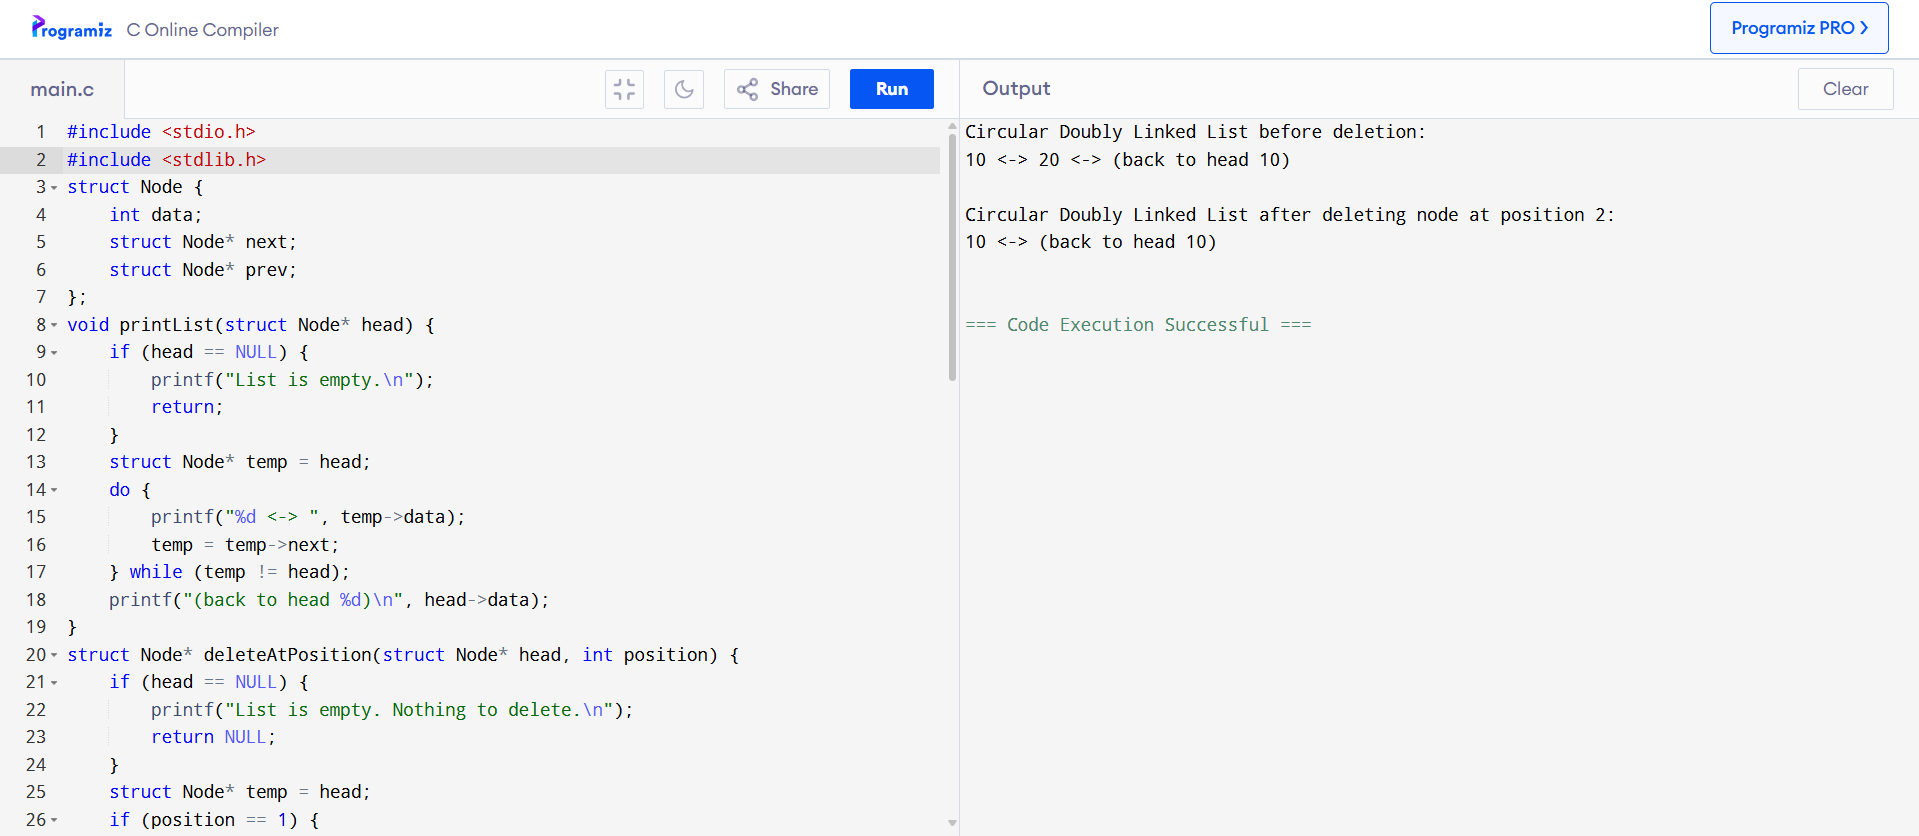 Programiz C Online Compiler
Programiz PRO
main.c
Share
Run
1 #include <stdio.h>
2 #include <stdlib.h>
3 struct Node {
4     int data;
5     struct Node* next;
6     struct Node* prev;
7 };
8 void printList(struct Node* head) {
9     if (head == NULL) {
10         printf("List is empty.\n");
11         return;
12     }
13     struct Node* temp = head;
14     do {
15         printf("%d <-> ", temp->data);
16         temp = temp->next;
17     } while (temp != head);
18     printf("(back to head %d)\n", head->data);
19 }
20 struct Node* deleteAtPosition(struct Node* head, int position) {
21     if (head == NULL) {
22         printf("List is empty. Nothing to delete.\n");
23         return NULL;
24     }
25     struct Node* temp = head;
26     if (position == 1) {
Output
Clear
Circular Doubly Linked List before deletion:
10 <-> 20 <-> (back to head 10)
Circular Doubly Linked List after deleting node at position 2:
10 <-> (back to head 10)
=== Code Execution Successful ===